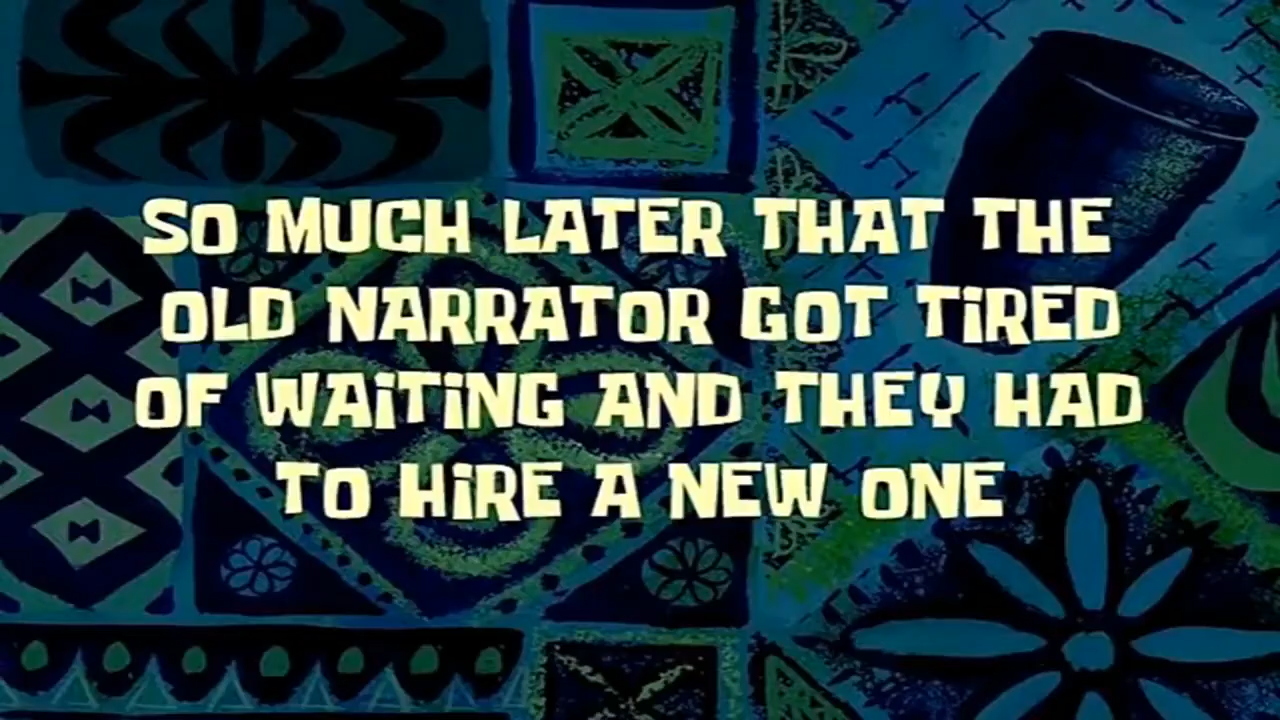 SO MUCH LATER THAT THE
OLD NARRATOR GOT TiRED
OF WAiTiNG AND THEY HAD
TO HiRE A NEW ONE